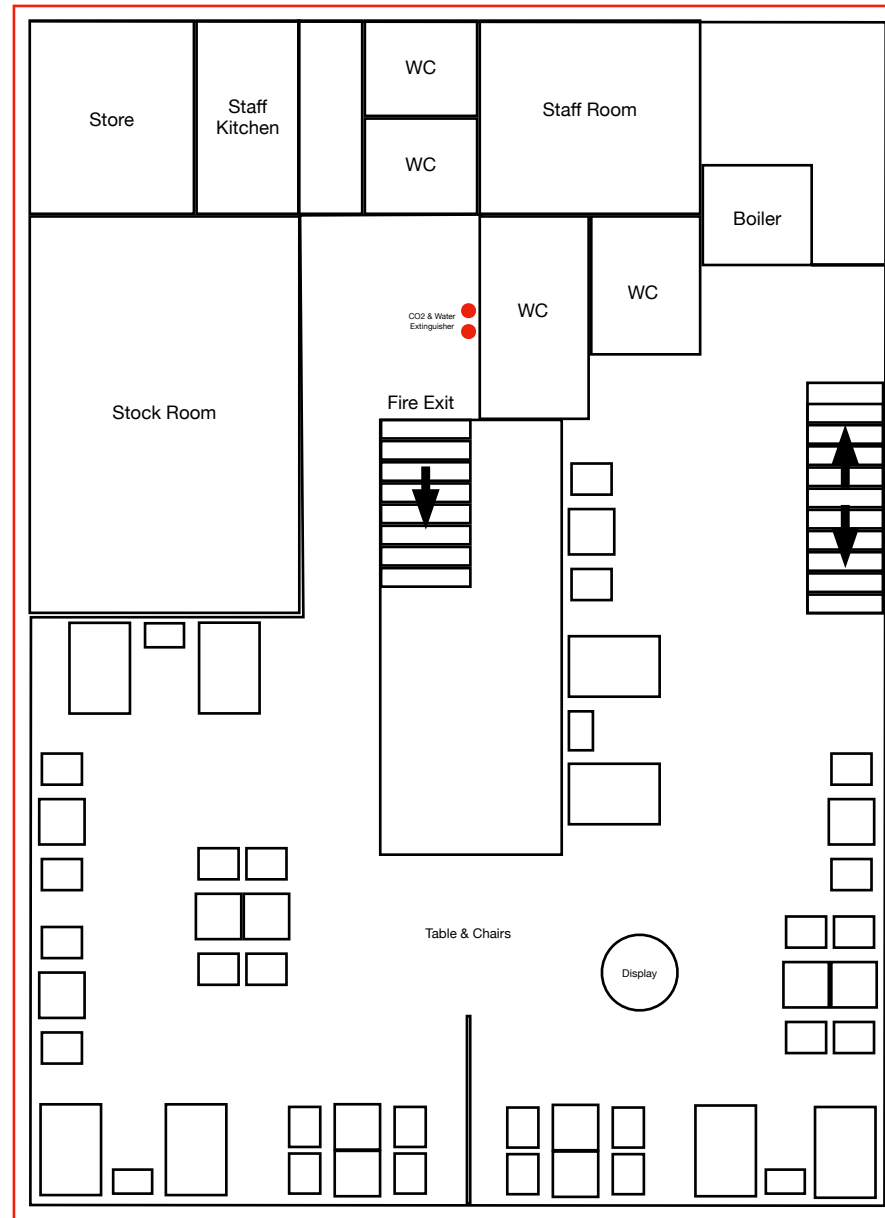 WC
Store
Staff
Kitchen
Staff Room
WC
Boiler
WC
WC
CO2 & Water
Extinguisher
Fire Exit
Stock Room
Table & Chairs
Display